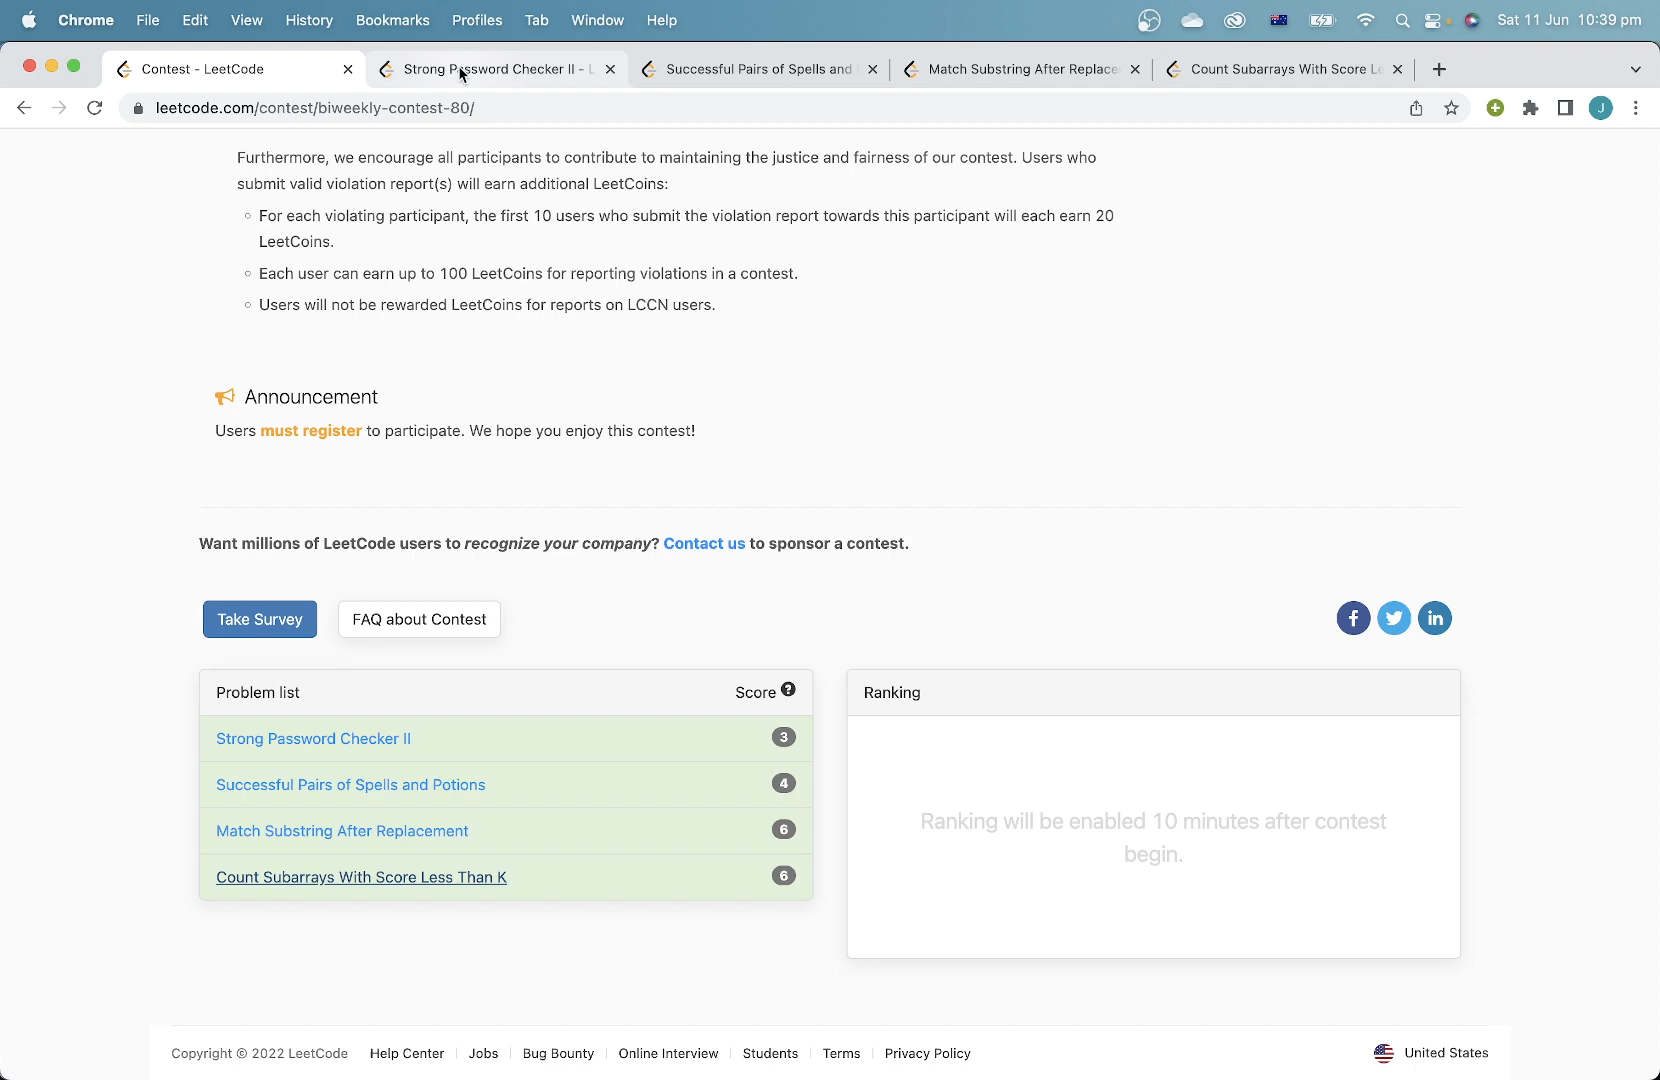 Chrome File Edit View History Bookmarks Profiles Tab Window Help Sat 11 Jun 10:39 pm
Contest - LeetCode Strong Password Checker II - L Successful Pairs of Spells and Match Substring After Replace Count Subarrays With Score Le
leetcode.com/contest/biweekly-contest-80/ J
Furthermore, we encourage all participants to contribute to maintaining the justice and fairness of our contest. Users who
submit valid violation report(s) will earn additional LeetCoins:
For each violating participant, the first 10 users who submit the violation report towards this participant will each earn 20
LeetCoins.
Each user can earn up to 100 LeetCoins for reporting violations in a contest.
Users will not be rewarded LeetCoins for reports on LCCN users.
Announcement
Users must register to participate. We hope you enjoy this contest!
Want millions of LeetCode users to recognize your company? Contact us to sponsor a contest.
Take Survey FAQ about Contest
Problem list Score ?
Strong Password Checker II 3
Successful Pairs of Spells and Potions 4
Match Substring After Replacement 6
Count Subarrays With Score Less Than K 6
Ranking
Ranking will be enabled 10 minutes after contest
begin.
Copyright © 2022 LeetCode Help Center Jobs Bug Bounty Online Interview Students Terms Privacy Policy United States